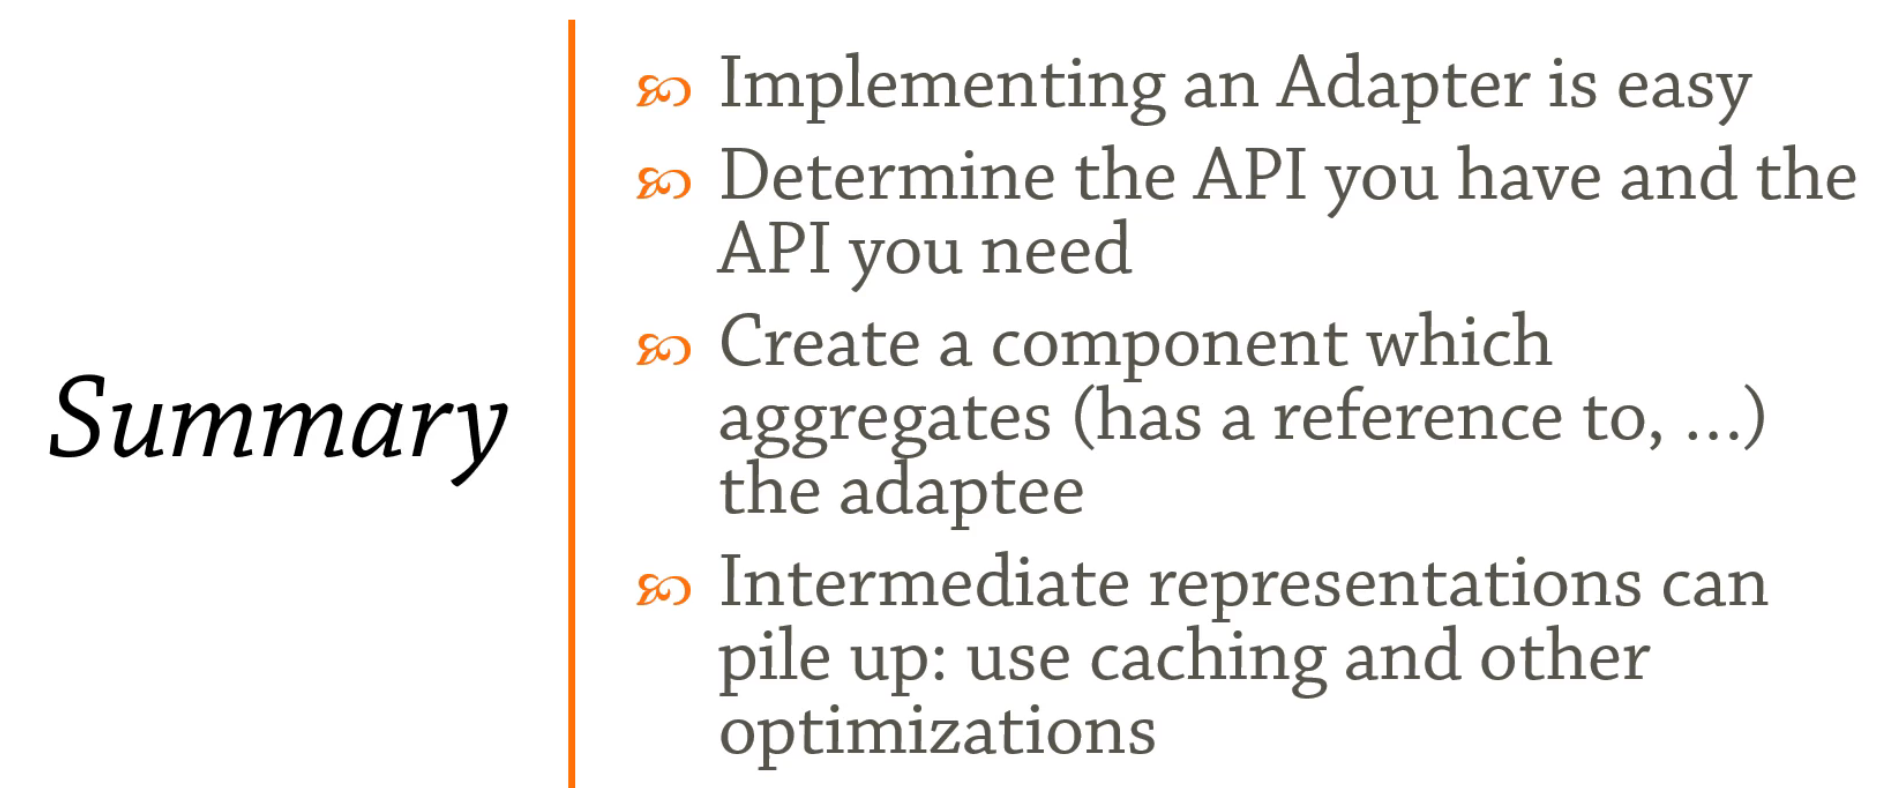 Summary
Implementing an Adapter is easy
Determine the API you have and the
API you need
Create a component which
aggregates (has a reference to, ...)
the adaptee
Intermediate representations can
pile up: use caching and other
optimizations